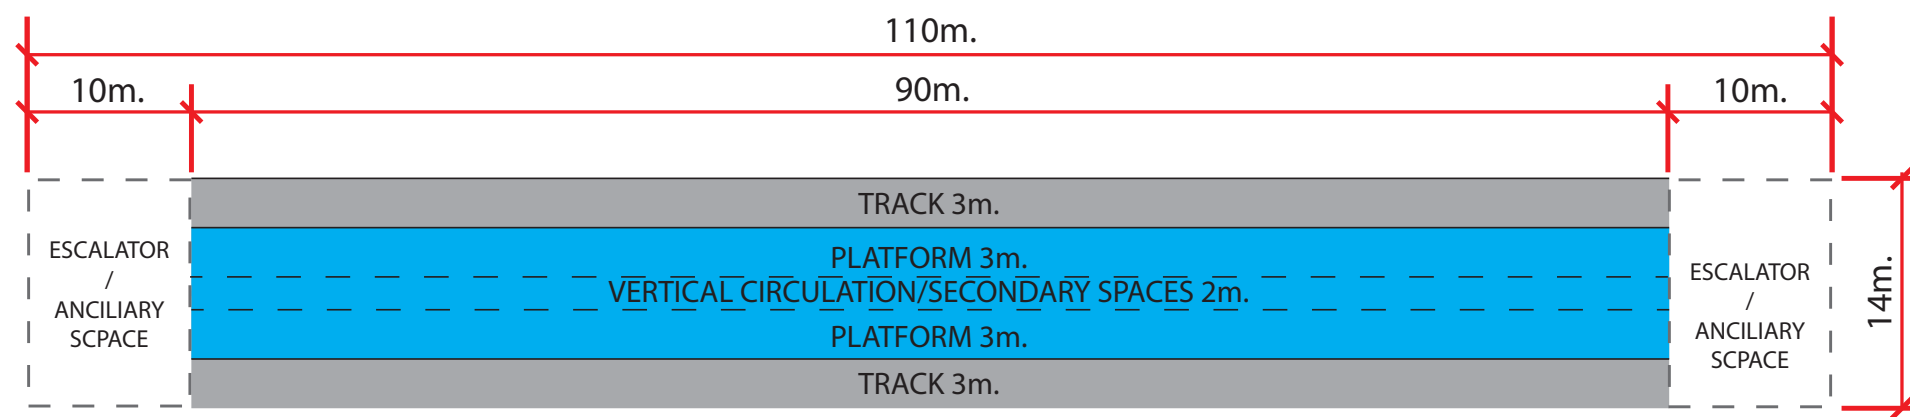 110m.
10m.
90m.
10m.
TRACK 3m.
PLATFORM 3m.
VERTICAL CIRCULATION/SECONDARY SPACES 2m.
PLATFORM 3m.
TRACK 3m.
ESCALATOR
/
ANCILIARY
SCPACE
ESCALATOR
/
ANCILIARY
SCPACE
14m.